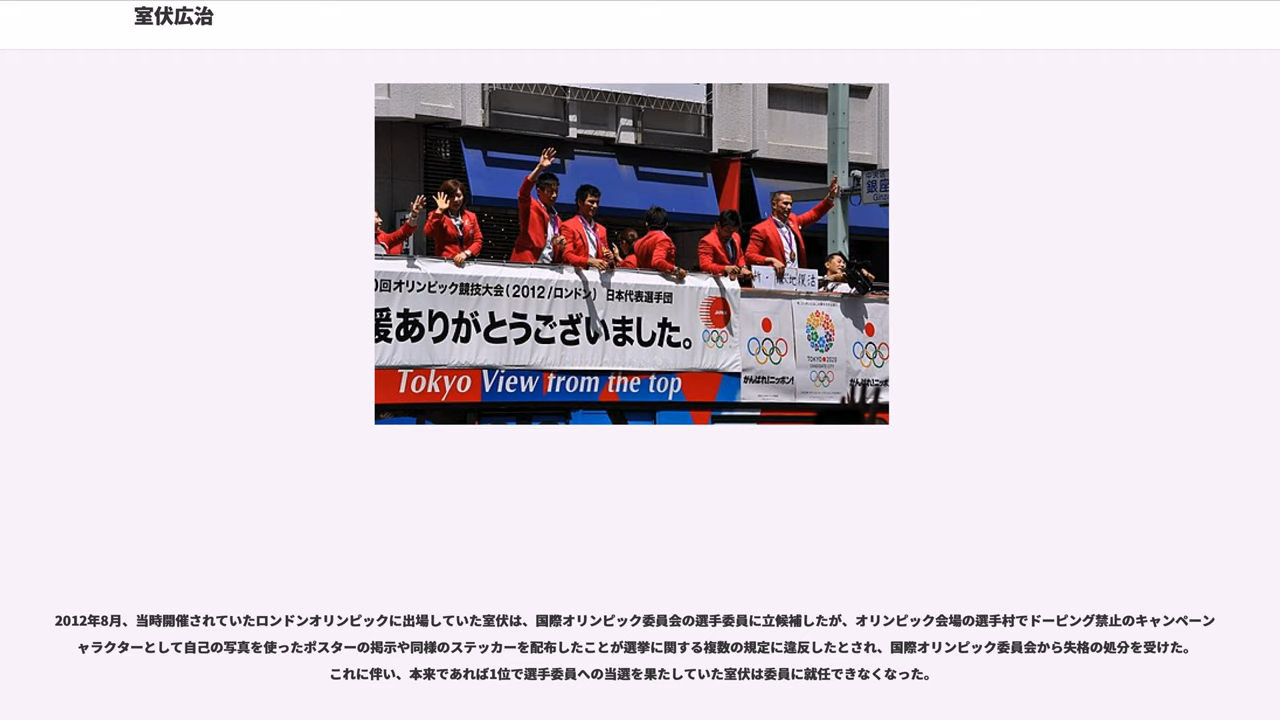 室伏広治
銀座
Ginza
0回オリンピック競技大会(2012/ロンドン) 日本代表選手団
援ありがとうございました。
TOKYO 2020
CANDIDATE CITY
がんばれ!ニッポン!
がんばれ!ニッポ
Tokyo View from the top
2012年8月、当時開催されていたロンドンオリンピックに出場していた室伏は、国際オリンピック委員会の選手委員に立候補したが、オリンピック会場の選手村でドーピング禁止のキャンペーン
ャラクターとして自己の写真を使ったポスターの掲示や同様のステッカーを配布したことが選挙に関する複数の規定に違反したとされ、国際オリンピック委員会から失格の処分を受けた。
これに伴い、本来であれば1位で選手委員への当選を果たしていた室伏は委員に就任できなくなった。